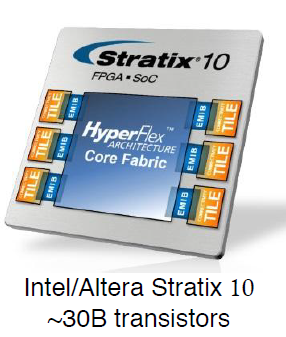 Stratix® 10
FPGA ▪ SoC
TILE EMIB
EMIB TILE
HyperFlex™
ARCHITECTURE
Core Fabric
TILE EMIB
EMIB TILE
TILE EMIB
EMIB TILE
Intel/Altera Stratix 10
~30B transistors